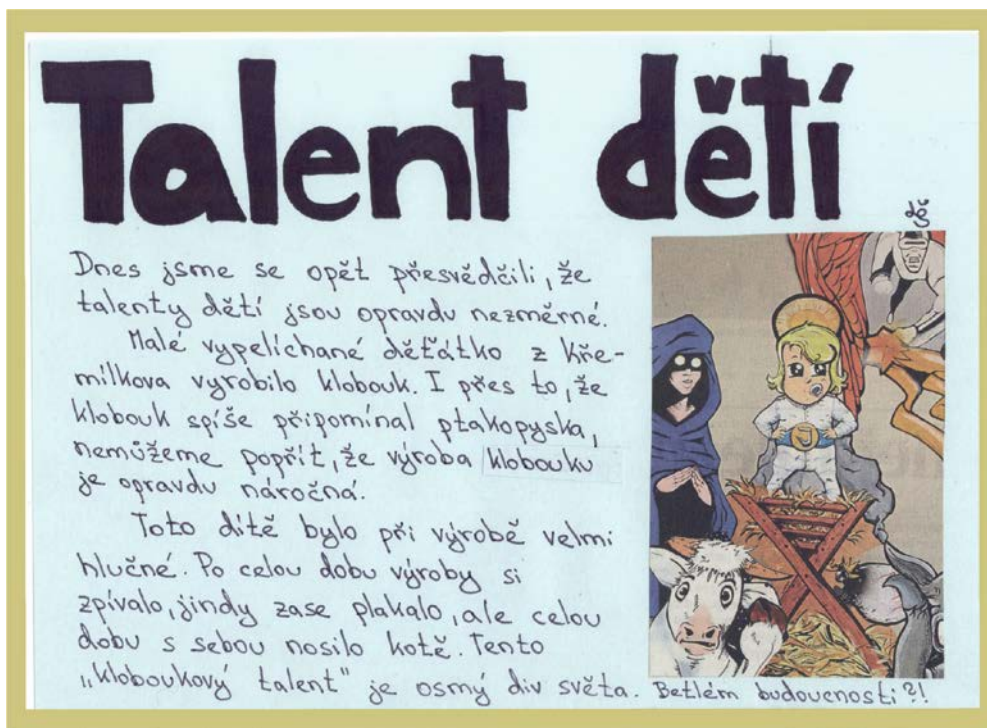 Talent dětí
dš
Dnes jsme se opět přesvědčili, že
talenty dětí jsou opravdu nezměrné.
Malé vypelíchané děťátko z Kře-
milkova vyrobilo klobouk. I přes to, že
klobouk spíše připomínal ptakopyska,
nemůžeme popřít, že výroba klobouku
je opravdu náročná.
Toto dítě bylo při výrobě velmi
hlučné. Po celou dobu výroby si
zpívalo, jindy zase plakalo, ale celou
dobu s sebou nosilo kotě. Tento
„kloboukový talent" je osmý div světa.
Betlém budoucnosti?!
J